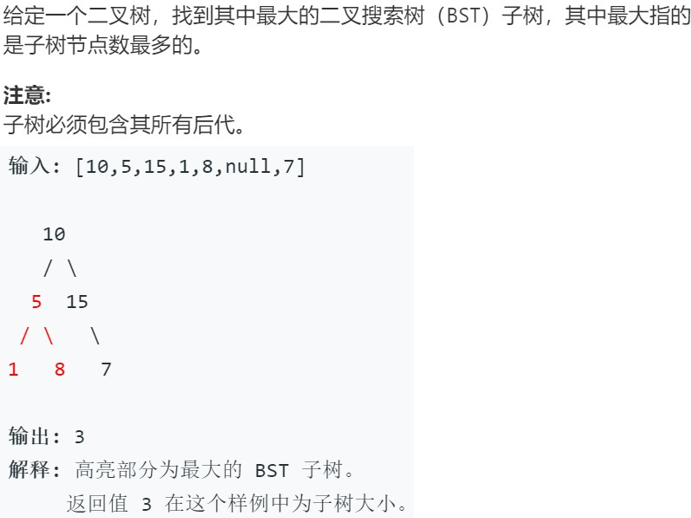 给定一个二叉树，找到其中最大的二叉搜索树（BST）子树，其中最大指的
是子树节点数最多的。
注意:
子树必须包含其所有后代。
输入: [10,5,15,1,8,null,7]
10
/ \
5 15
/ \ \
1 8 7
输出: 3
解释: 高亮部分为最大的 BST 子树。
返回值 3 在这个样例中为子树大小。